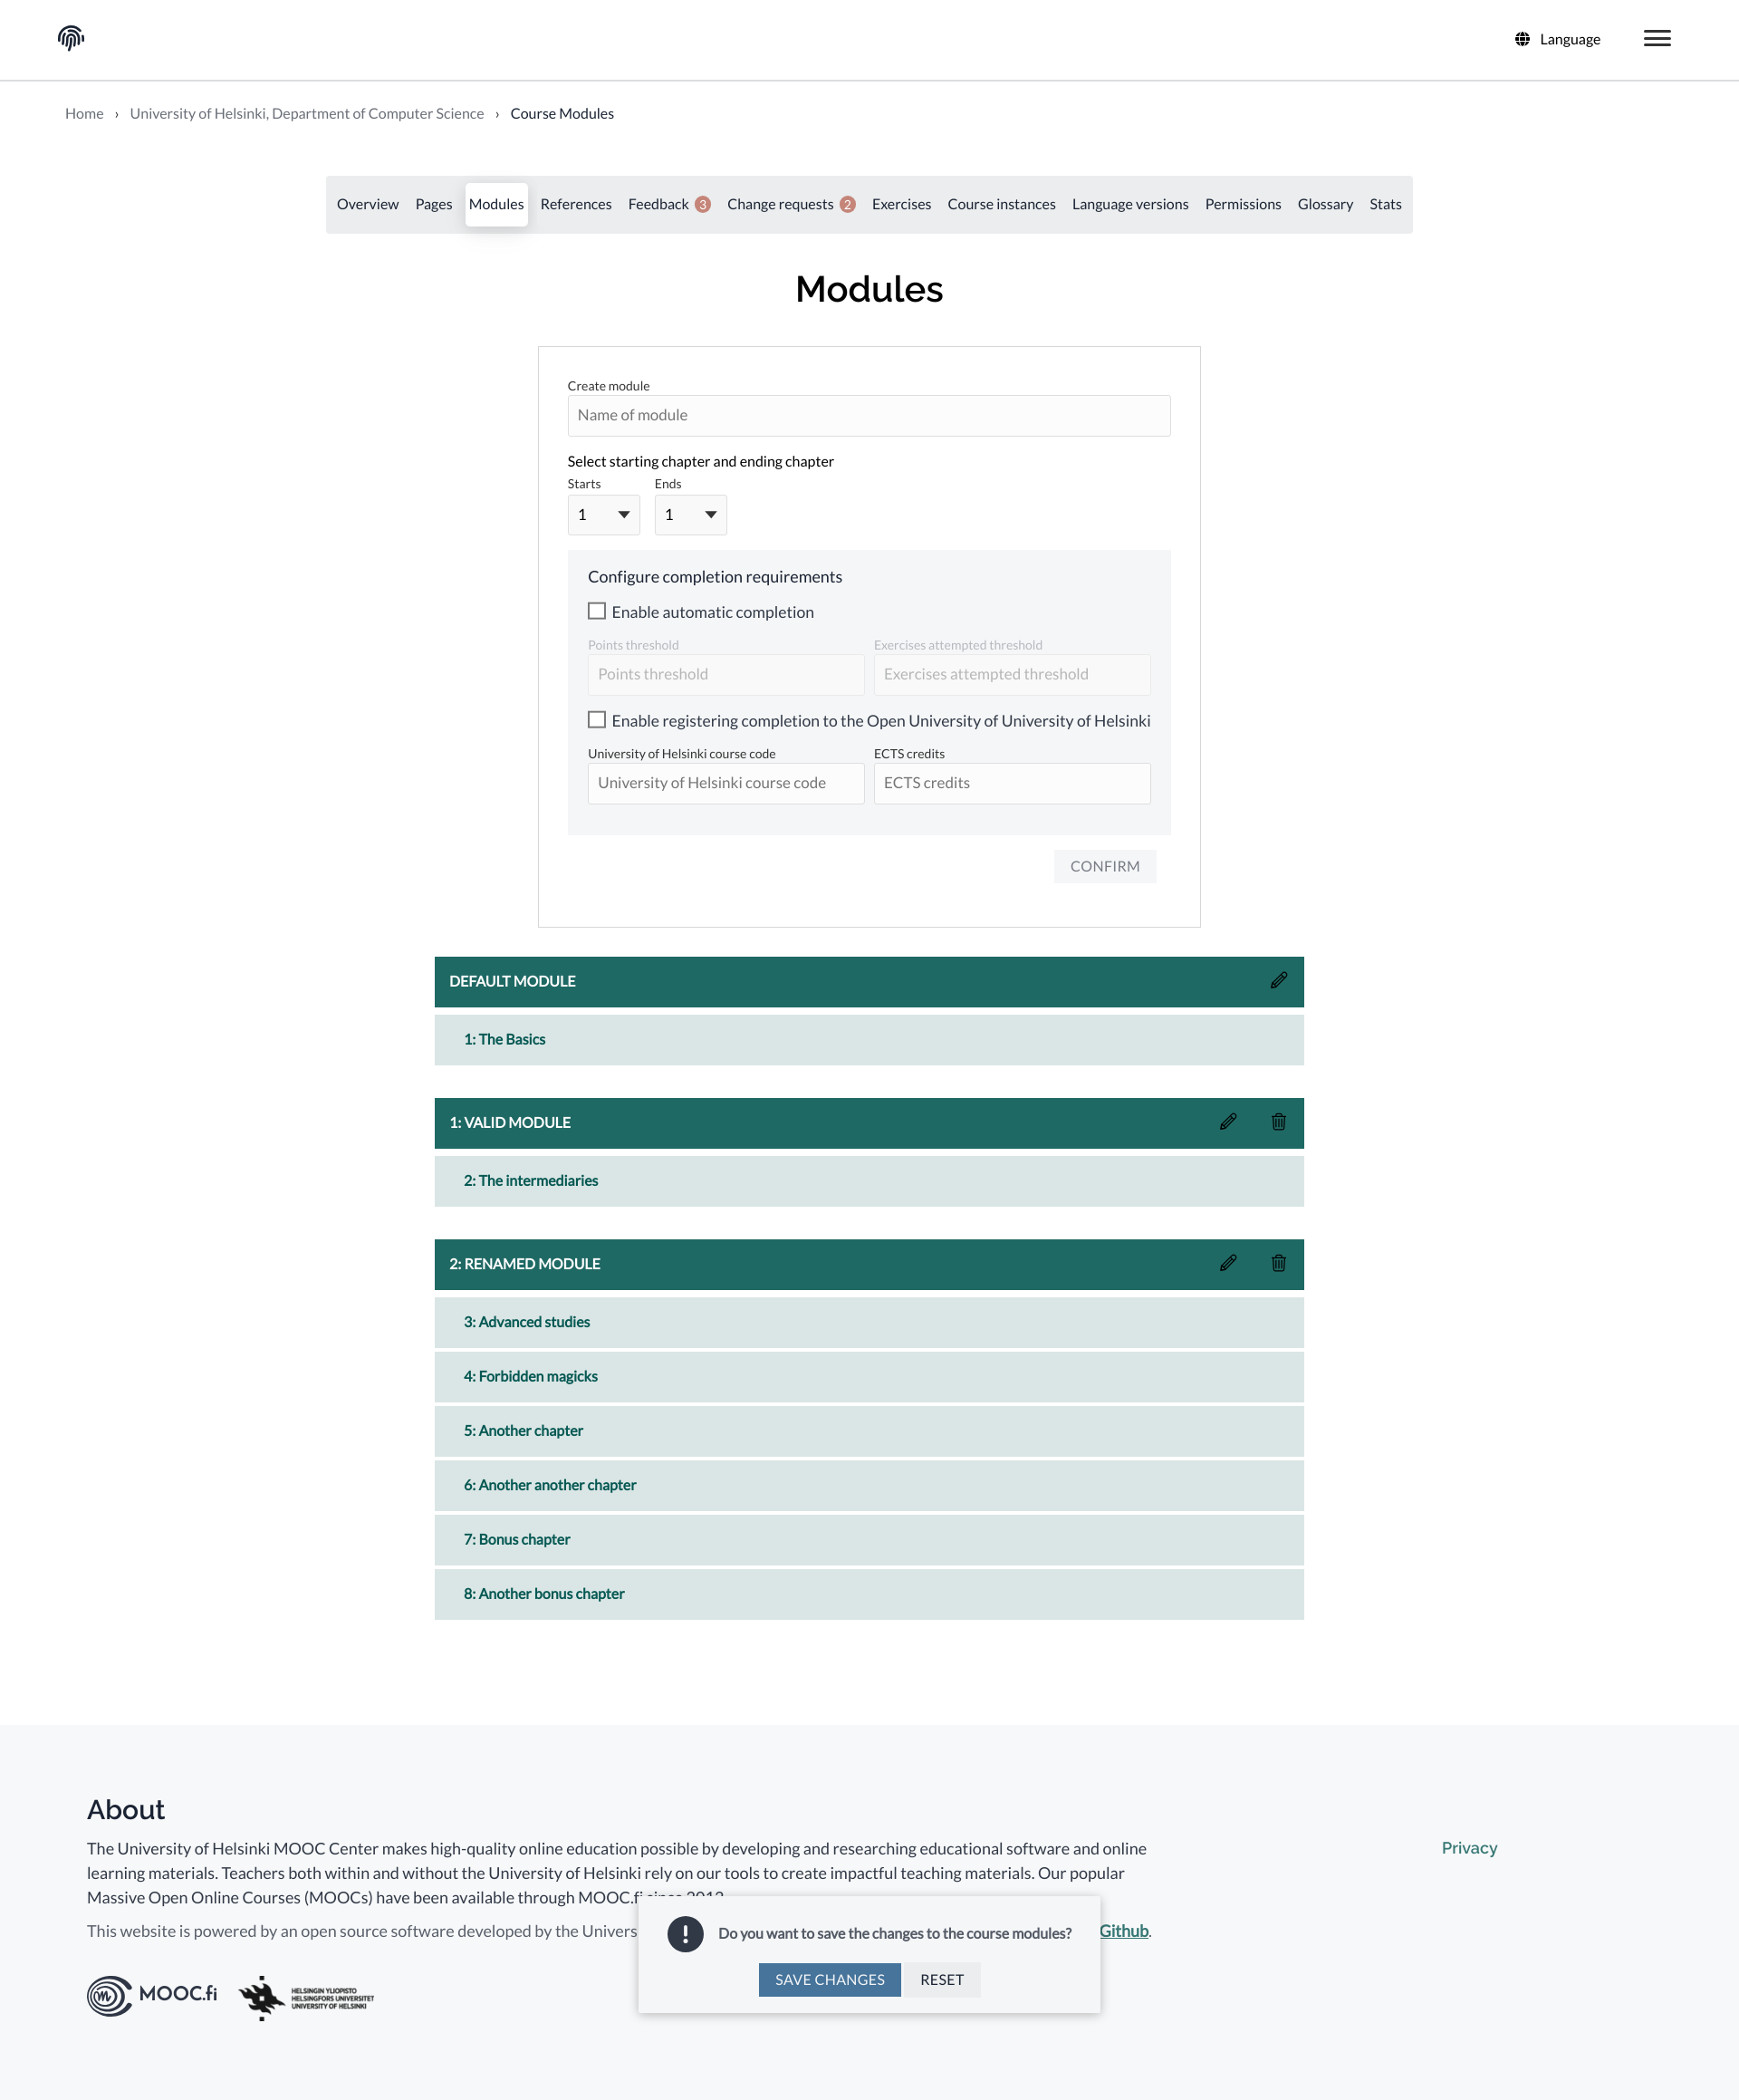 Language
Home › University of Helsinki, Department of Computer Science › Course Modules
Overview Pages Modules References Feedback 3 Change requests 2 Exercises Course instances Language versions Permissions Glossary Stats
Modules
Create module
Name of module
Select starting chapter and ending chapter
Starts Ends
1 1
Configure completion requirements
Enable automatic completion
Points threshold Exercises attempted threshold
Points threshold Exercises attempted threshold
Enable registering completion to the Open University of University of Helsinki
University of Helsinki course code ECTS credits
University of Helsinki course code ECTS credits
CONFIRM
DEFAULT MODULE
1: The Basics
1: VALID MODULE
2: The intermediaries
2: RENAMED MODULE
3: Advanced studies
4: Forbidden magicks
5: Another chapter
6: Another another chapter
7: Bonus chapter
8: Another bonus chapter
About
The University of Helsinki MOOC Center makes high-quality online education possible by developing and researching educational software and online
learning materials. Teachers both within and without the University of Helsinki rely on our tools to create impactful teaching materials. Our popular
Massive Open Online Courses (MOOCs) have been available through MOOC.fi
Privacy
This website is powered by an open source software developed by the Github.
Do you want to save the changes to the course modules?
SAVE CHANGES RESET
MOOC.fi
HELSINGIN YLIOPISTO
HELSINGFORS UNIVERSITET
UNIVERSITY OF HELSINKI